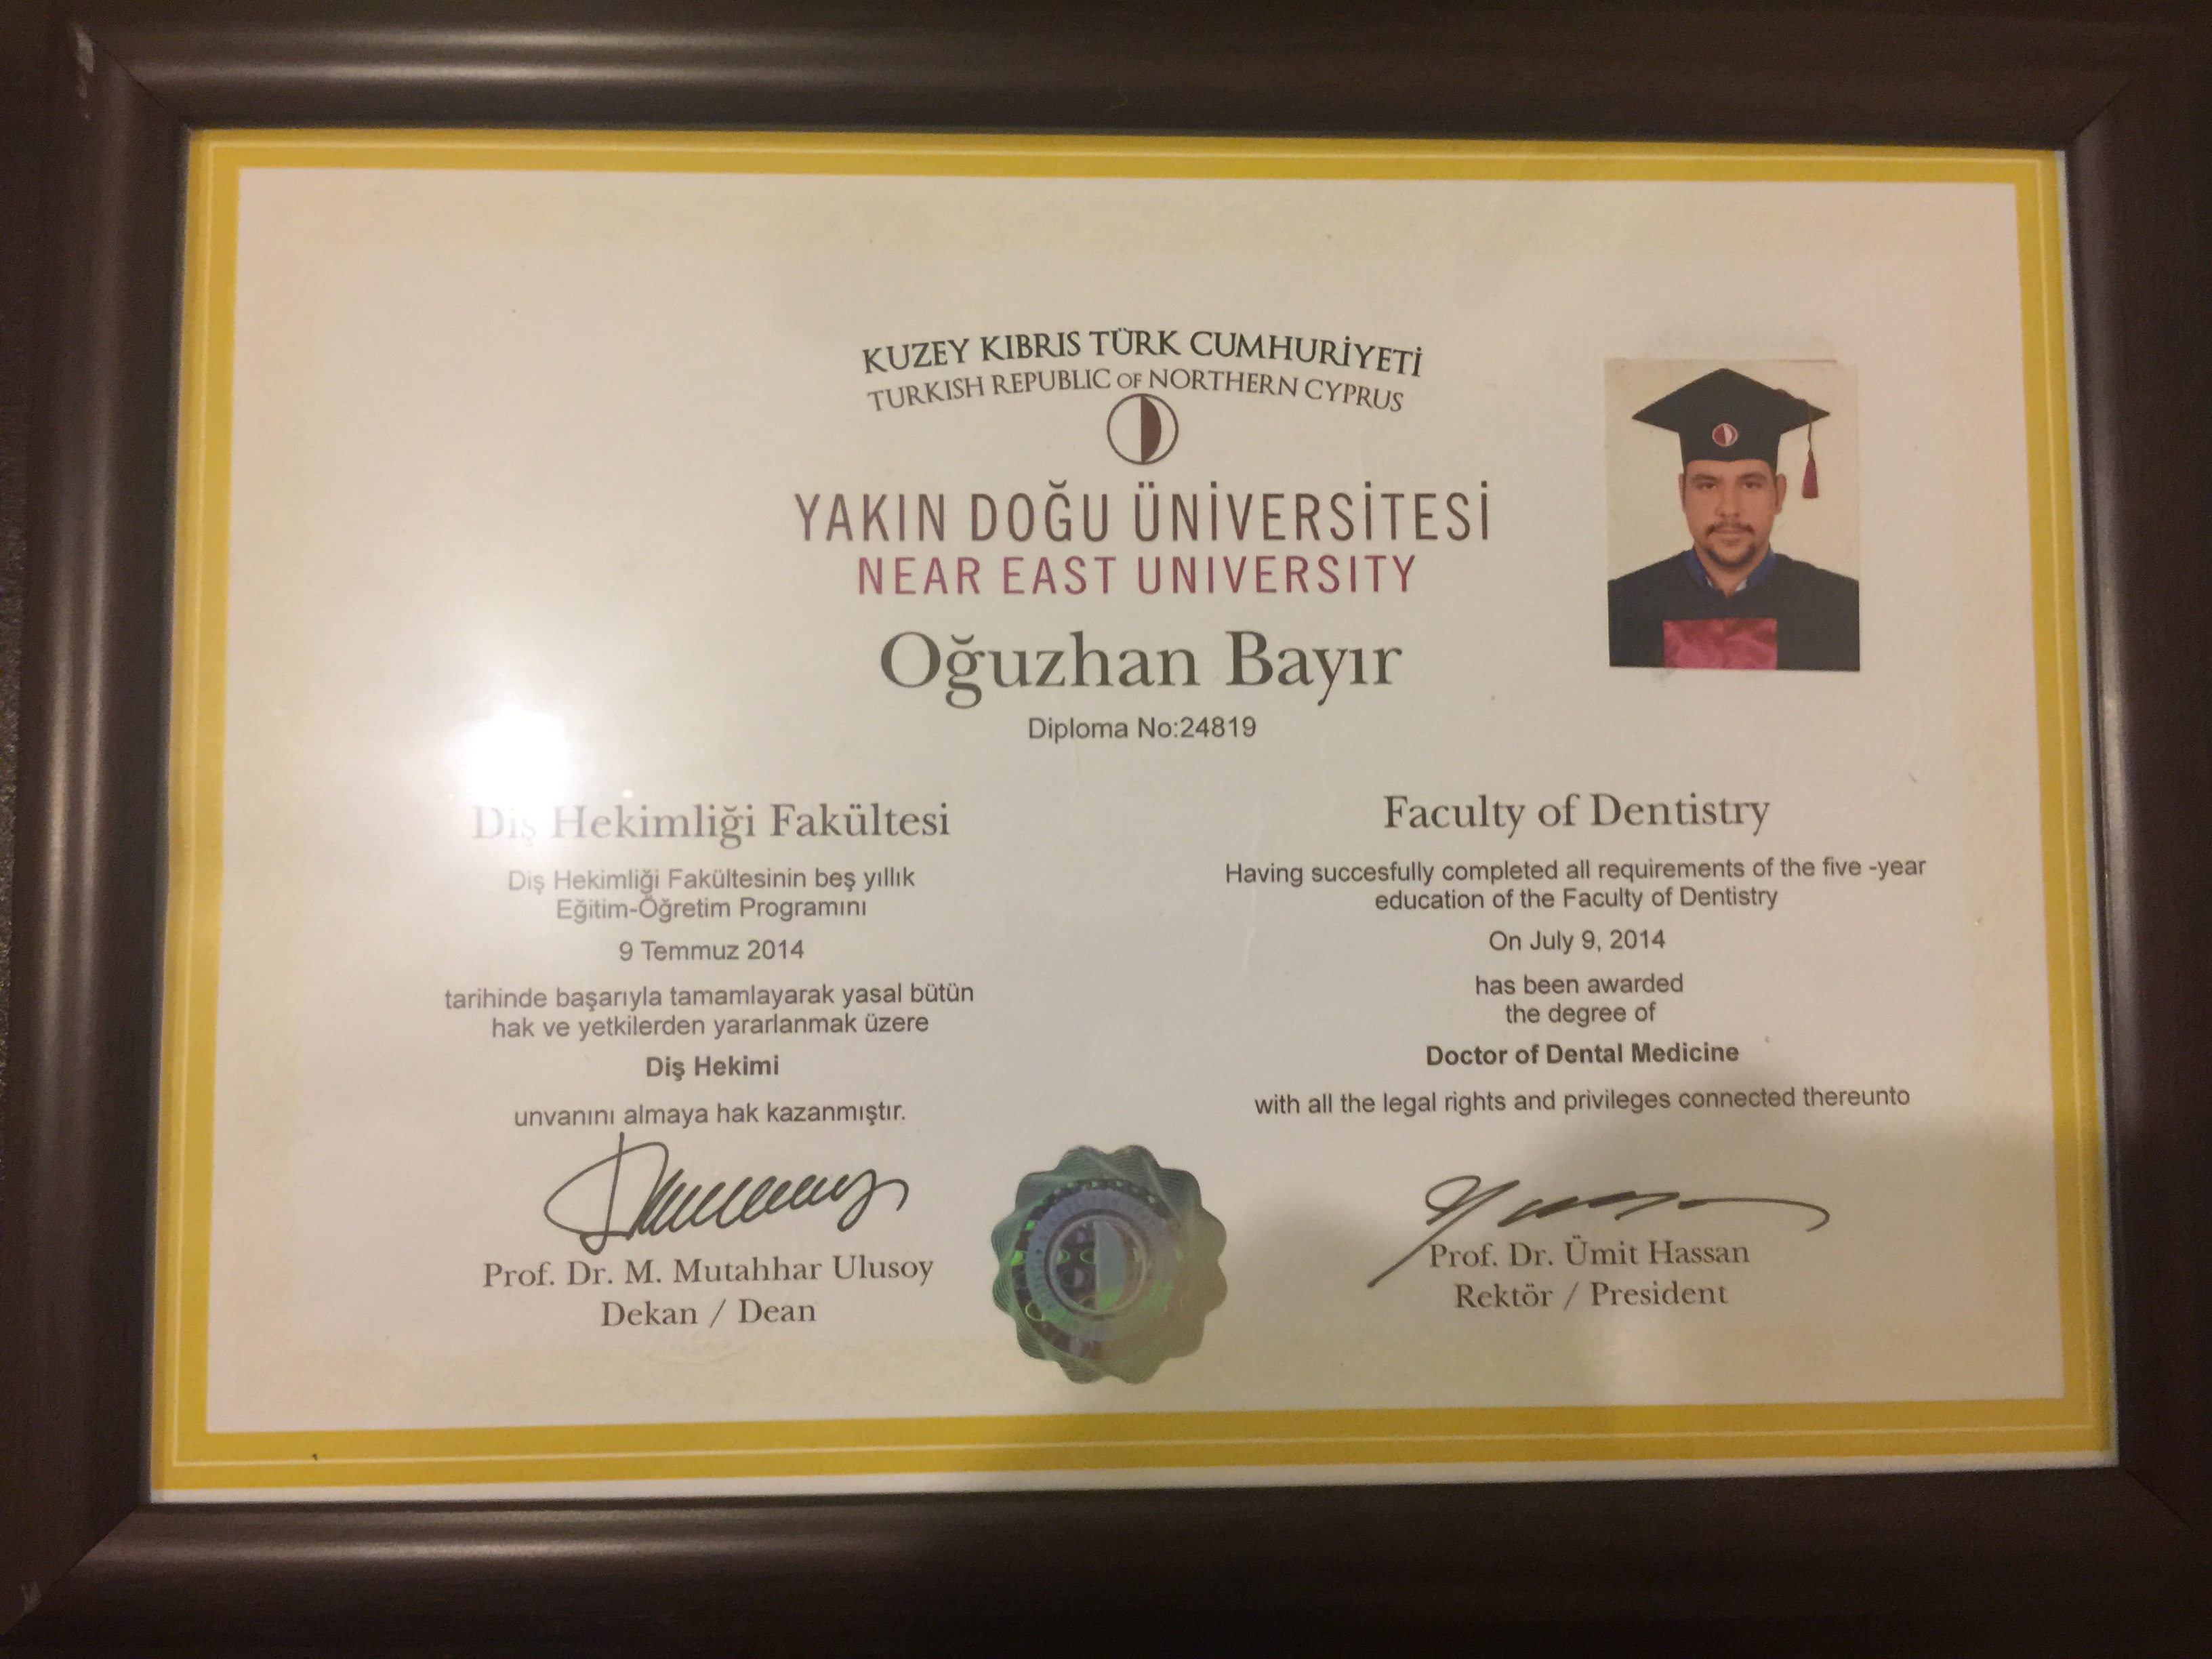 KUZEY KIBRIS TÜRK CUMHURİYETİ
TURKISH REPUBLIC OF NORTHERN CYPRUS
YAKIN DOĞU ÜNİVERSİTESİ
NEAR EAST UNIVERSITY
Oğuzhan Bayır
Diploma No:24819
Diş Hekimliği Fakültesi
Diş Hekimliği Fakültesinin beş yıllık
Eğitim-Öğretim Programını
9 Temmuz 2014
tarihinde başarıyla tamamlayarak yasal bütün
hak ve yetkilerden yararlanmak üzere
Diş Hekimi
unvanını almaya hak kazanmıştır.
Prof. Dr. M. Mutahhar Ulusoy
Dekan / Dean
Faculty of Dentistry
Having succesfully completed all requirements of the five -year
education of the Faculty of Dentistry
On July 9, 2014
has been awarded
the degree of
Doctor of Dental Medicine
with all the legal rights and privileges connected thereunto
Prof. Dr. Ümit Hassan
Rektör / President